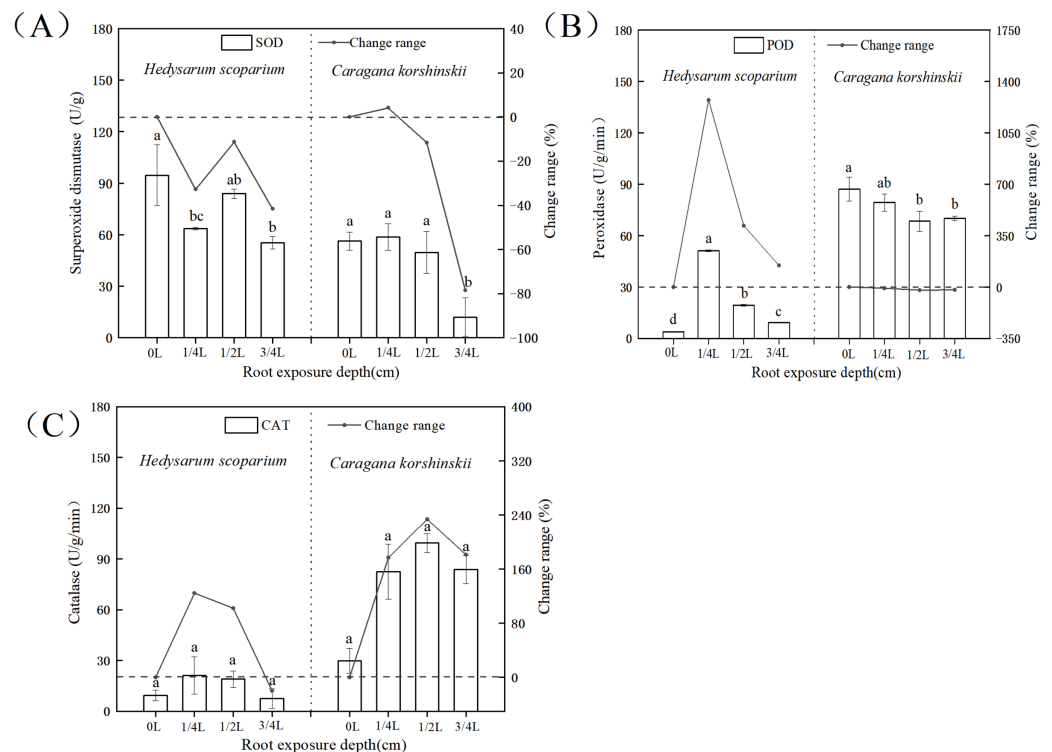 (A)
SOD
Change range
Hedysarum scoparium
Caragana korshinskii
Surperoxide dismutase (U/g)
180
150
120
90
60
30
0
a
bc
ab
b
a
a
a
b
40
20
0
−20
−40
−60
−80
−100
Change range (%)
0L 1/4L 1/2L 3/4L 0L 1/4L 1/2L 3/4L
Root exposure depth(cm)
(B)
POD
Change range
Hedysarum scoparium
Caragana korshinskii
Peroxidase (U/g/min)
180
150
120
90
60
30
0
d
a
b
c
a
ab
b
b
1750
1400
1050
700
350
0
−350
Change range (%)
0L 1/4L 1/2L 3/4L 0L 1/4L 1/2L 3/4L
Root exposure depth(cm)
(C)
CAT
Change range
Hedysarum scoparium
Caragana korshinskii
Catalase (U/g/min)
180
150
120
90
60
30
0
a
a
a
a
a
a
a
a
400
320
240
160
80
0
Change range (%)
0L 1/4L 1/2L 3/4L 0L 1/4L 1/2L 3/4L
Root exposure depth(cm)